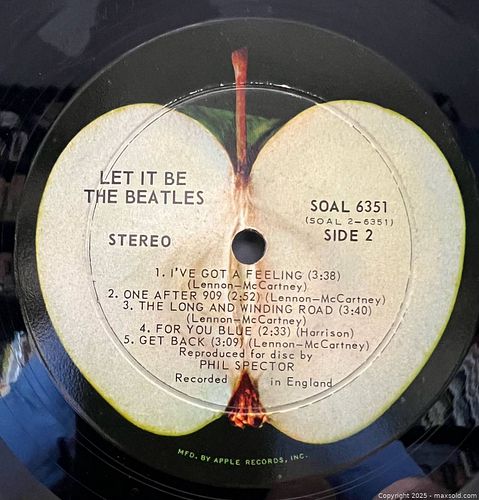 LET IT BE
THE BEATLES
STEREO
SOAL 6351
(SOAL 2-6351)
SIDE 2
1. I'VE GOT A FEELING (3:38)
(Lennon-McCartney)
2. ONE AFTER 909 (2:52) (Lennon-McCartney)
3. THE LONG AND WINDING ROAD (3:40)
(Lennon-McCartney)
4. FOR YOU BLUE (2:33) (Harrison)
5. GET BACK (3:09) (Lennon-McCartney)
Reproduced for disc by
PHIL SPECTOR
Recorded in England
MFD. BY APPLE RECORDS, INC.
Copyright 2025 - maxsold.com